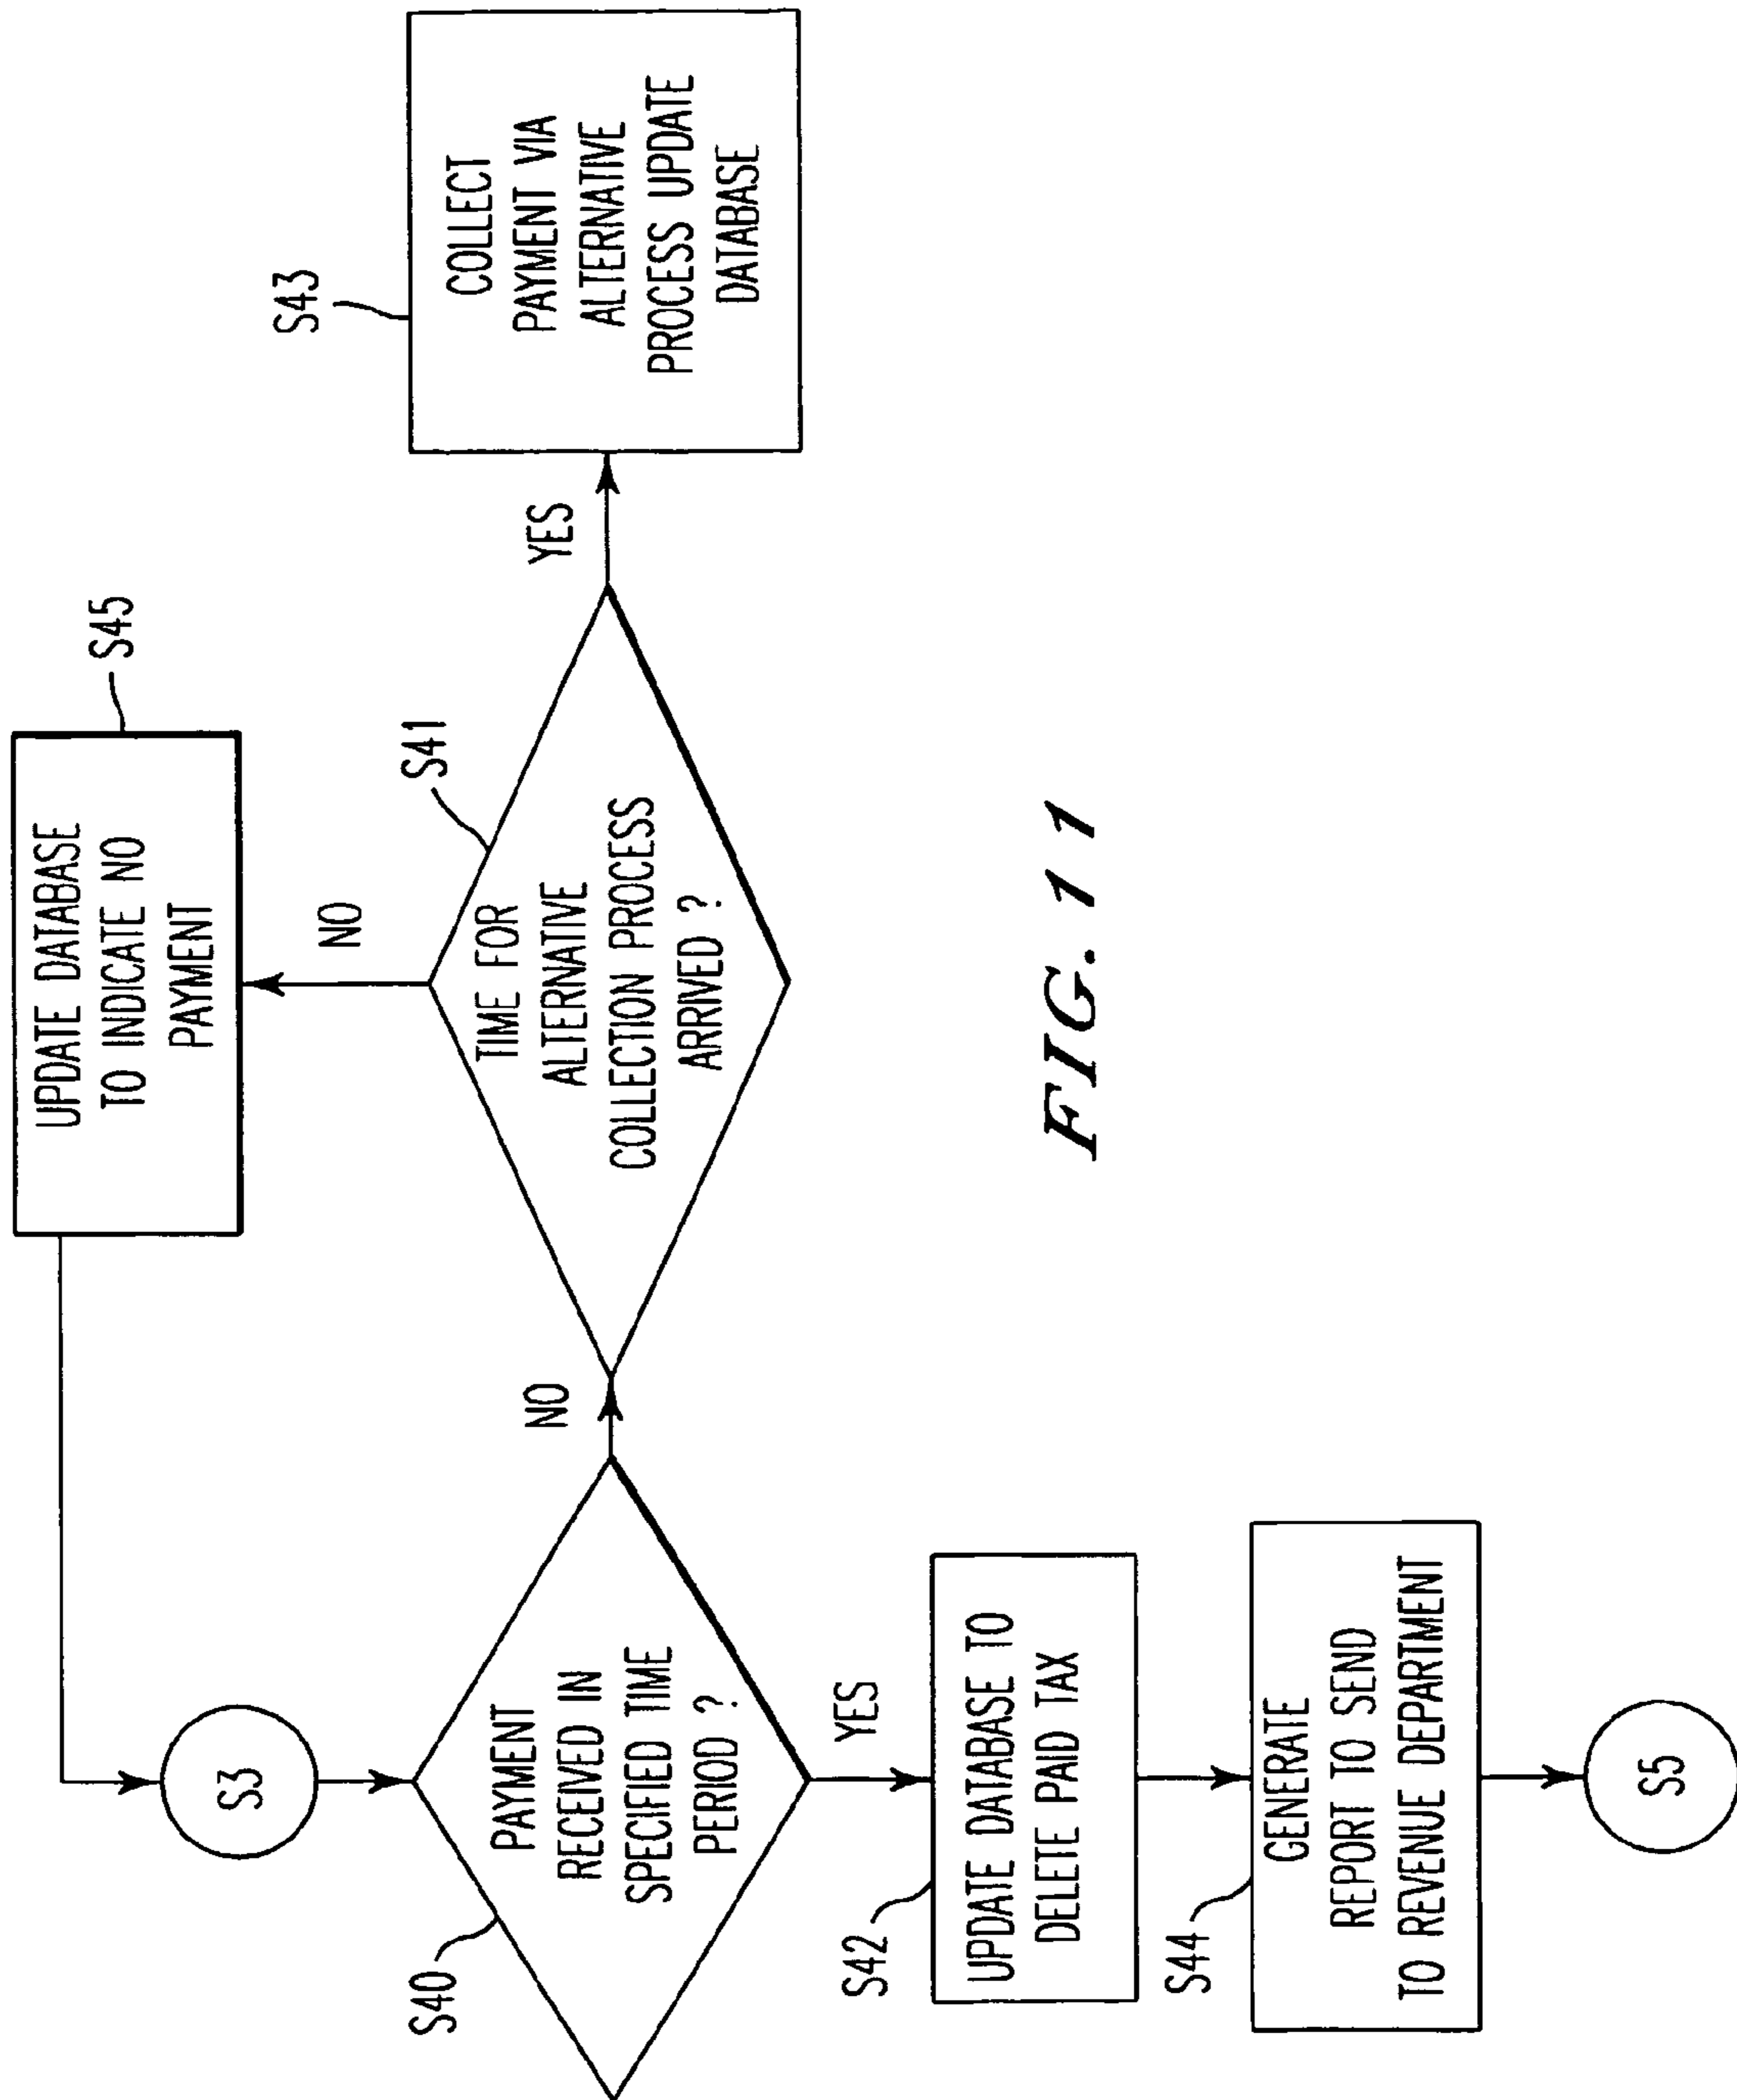 S3
S40
PAYMENT
RECEIVED IN
SPECIFIED TIME
PERIOD ?
NO
YES
S42
UPDATE DATABASE TO
DELETE PAID TAX
S44
GENERATE
REPORT TO SEND
TO REVENUE DEPARTMENT
S5
S41
TIME FOR
ALTERNATIVE
COLLECTION PROCESS
ARRIVED ?
NO
S45
UPDATE DATABASE
TO INDICATE NO
PAYMENT
YES
S43
COLLECT
PAYMENT VIA
ALTERNATIVE
PROCESS UPDATE
DATABASE
FIG. 11